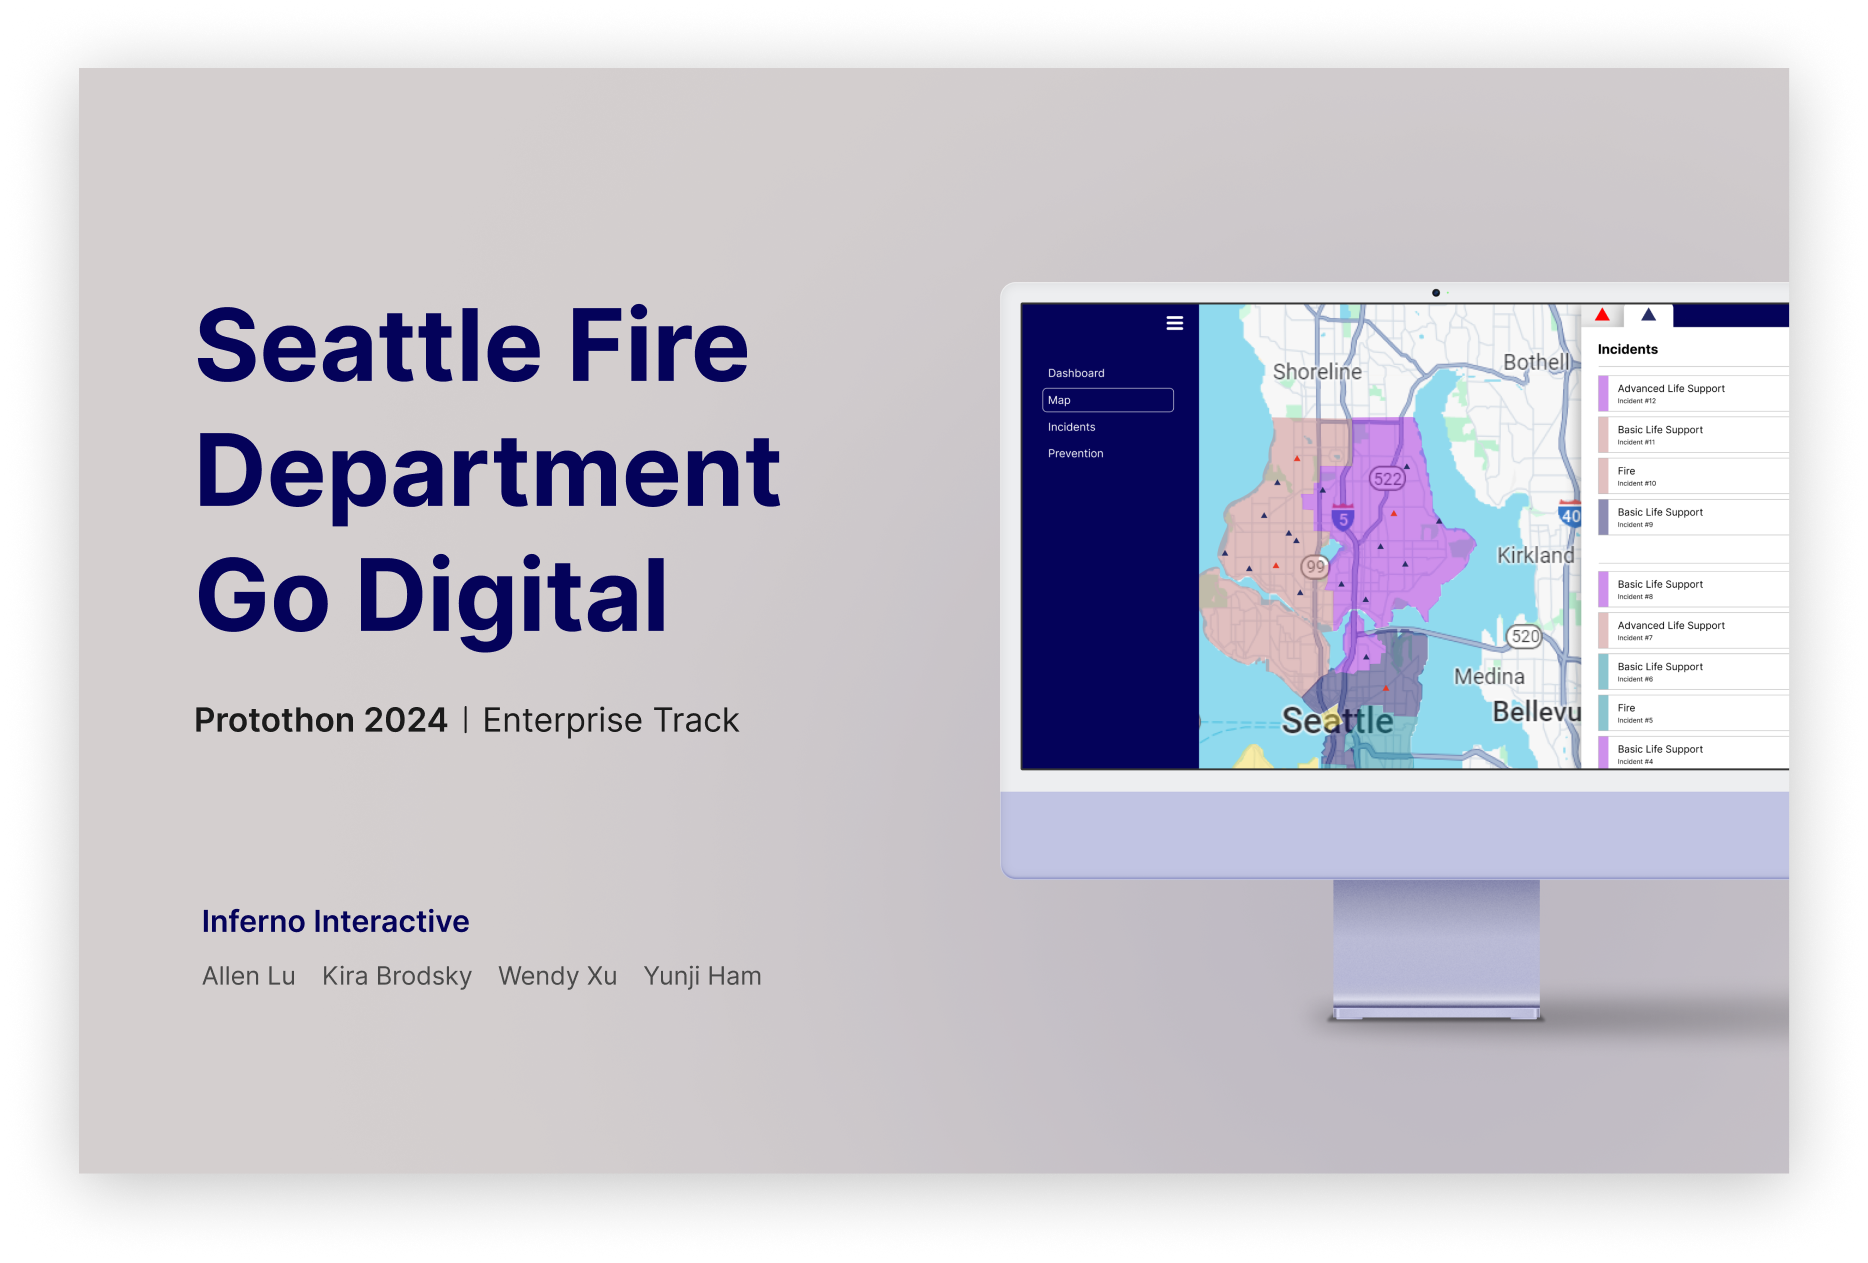 Seattle Fire
Department
Go Digital
Protothon 2024 | Enterprise Track
Inferno Interactive
Allen Lu Kira Brodsky Wendy Xu Yunji Ham
Dashboard
Map
Incidents
Prevention
Shoreline
Bothell
522
5
40
99
Kirkland
520
Medina
Seattle
Bellevu
Incidents
Advanced Life Support
Incident #12
Basic Life Support
Incident #11
Fire
Incident #10
Basic Life Support
Incident #9
Basic Life Support
Incident #8
Advanced Life Support
Incident #7
Basic Life Support
Incident #6
Fire
Incident #5
Basic Life Support
Incident #4